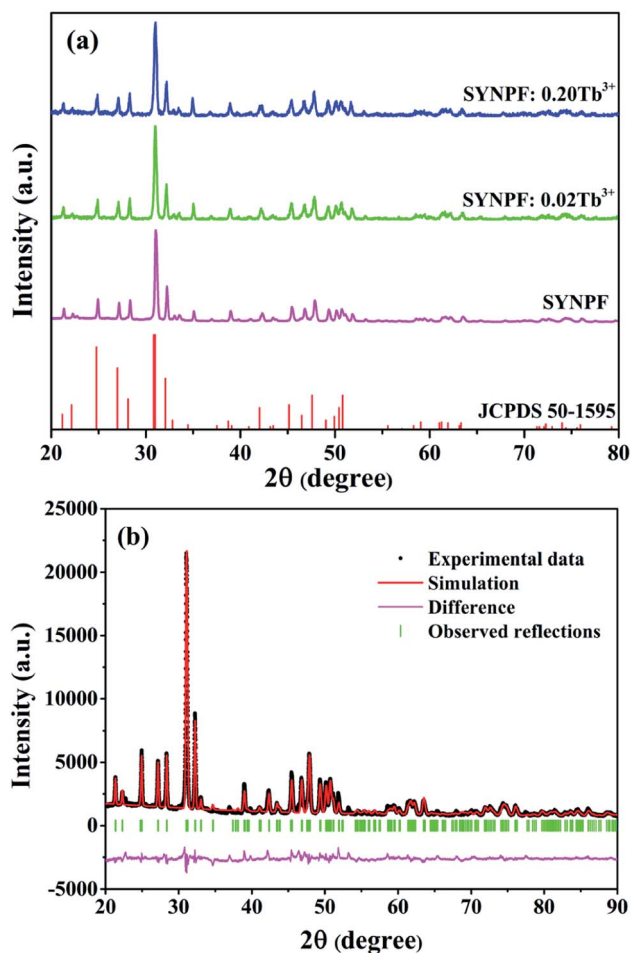 (a)
SYNPF: 0.20Tb³⁺
SYNPF: 0.02Tb³⁺
SYNPF
JCPDS 50-1595
Intensity (a.u.)
20 30 40 50 60 70 80
2θ (degree)
(b)
25000
20000
15000
10000
5000
0
-5000
Experimental data
Simulation
Difference
Observed reflections
Intensity (a.u.)
20 30 40 50 60 70 80 90
2θ (degree)